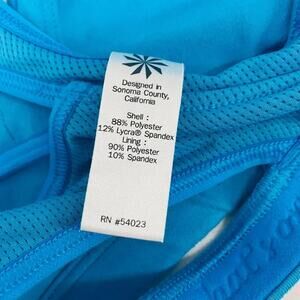 Designed in
Sonoma County,
California
Shell :
88% Polyester
12% Lycra® Spandex
Lining :
90% Polyester
10% Spandex
RN #54023